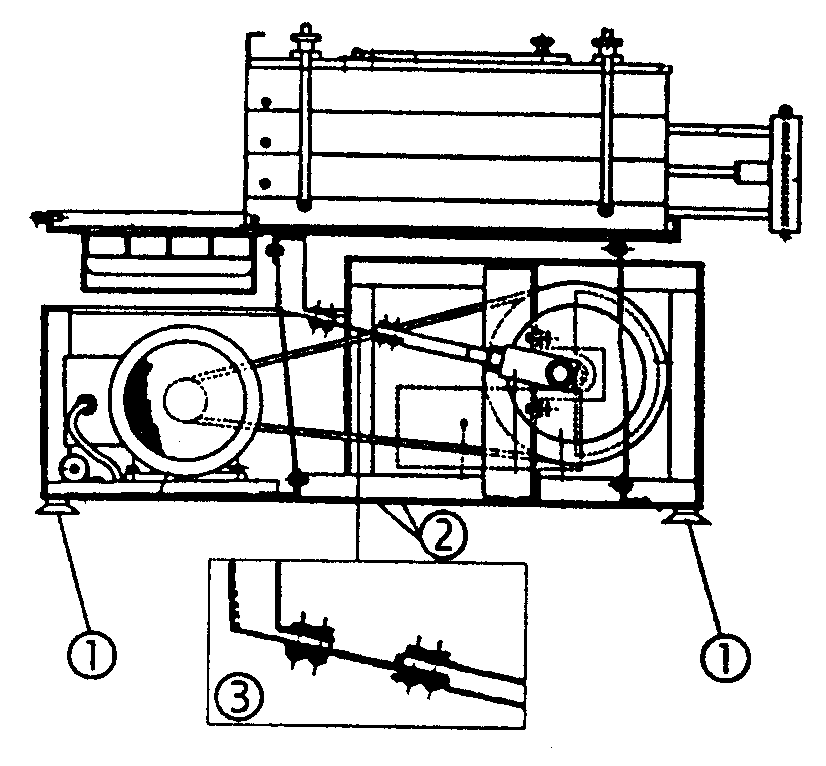 ②
① ①
③